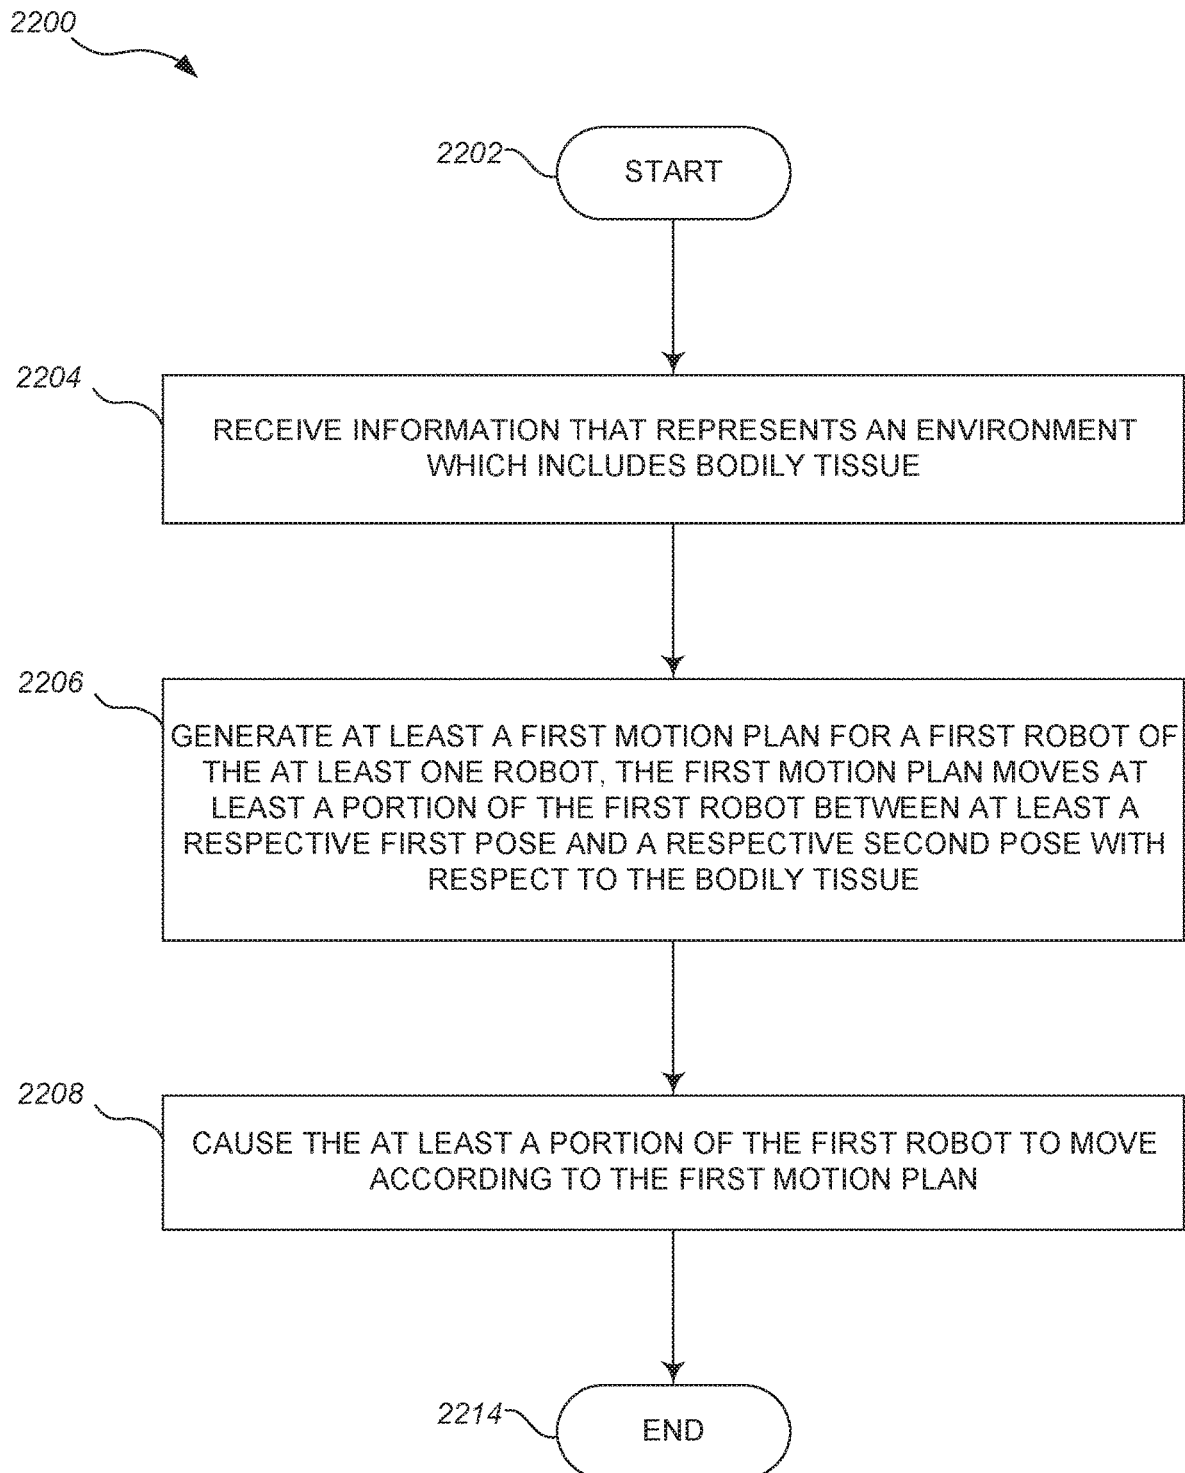 2200
2202
START
2204
RECEIVE INFORMATION THAT REPRESENTS AN ENVIRONMENT
WHICH INCLUDES BODILY TISSUE
2206
GENERATE AT LEAST A FIRST MOTION PLAN FOR A FIRST ROBOT OF
THE AT LEAST ONE ROBOT, THE FIRST MOTION PLAN MOVES AT
LEAST A PORTION OF THE FIRST ROBOT BETWEEN AT LEAST A
RESPECTIVE FIRST POSE AND A RESPECTIVE SECOND POSE WITH
RESPECT TO THE BODILY TISSUE
2208
CAUSE THE AT LEAST A PORTION OF THE FIRST ROBOT TO MOVE
ACCORDING TO THE FIRST MOTION PLAN
2214
END